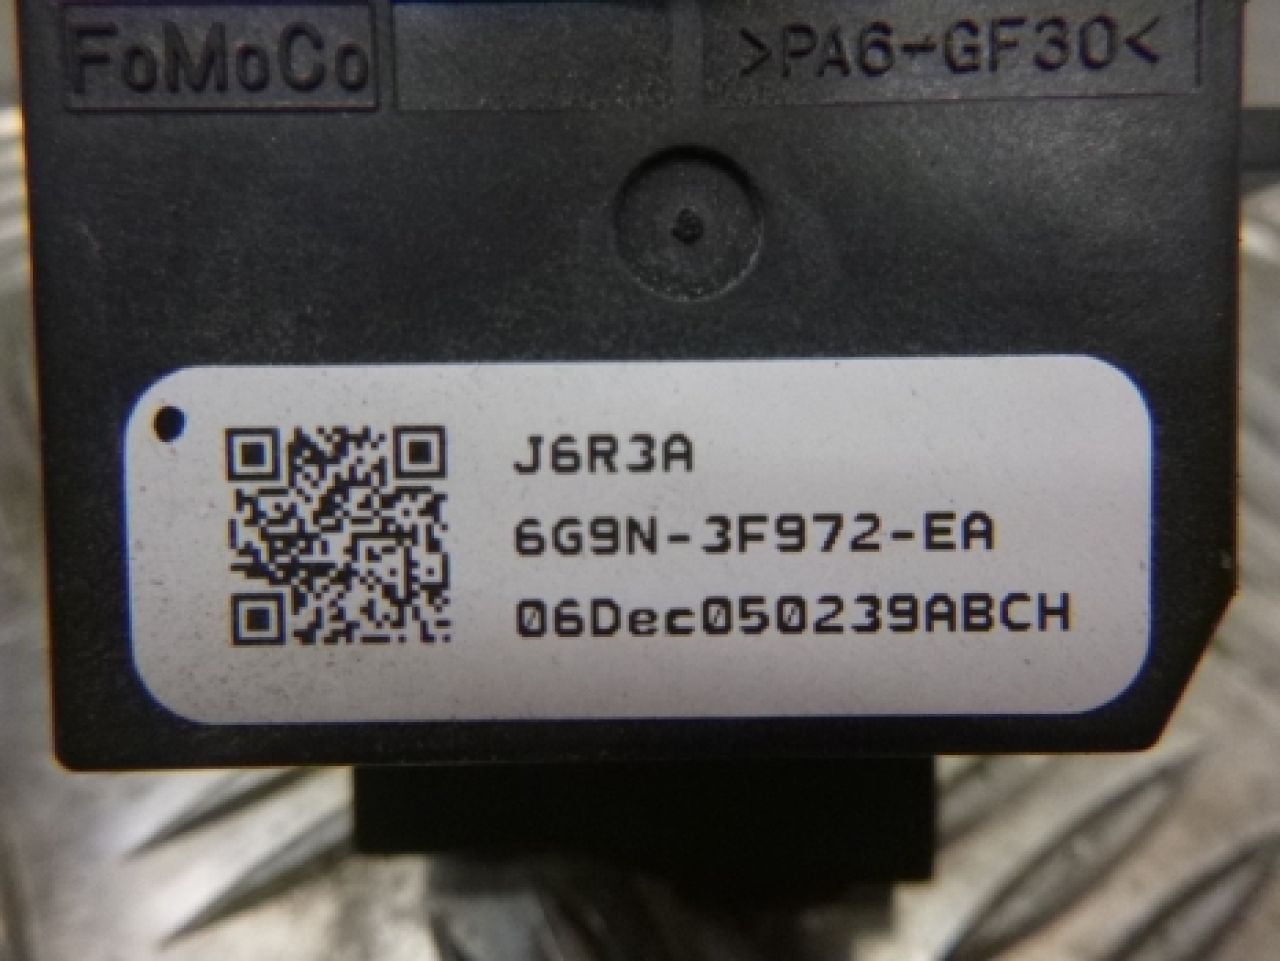 FoMoCo
>PA6-GF30<
J6R3A
6G9N-3F972-EA
06Dec050239ABCH